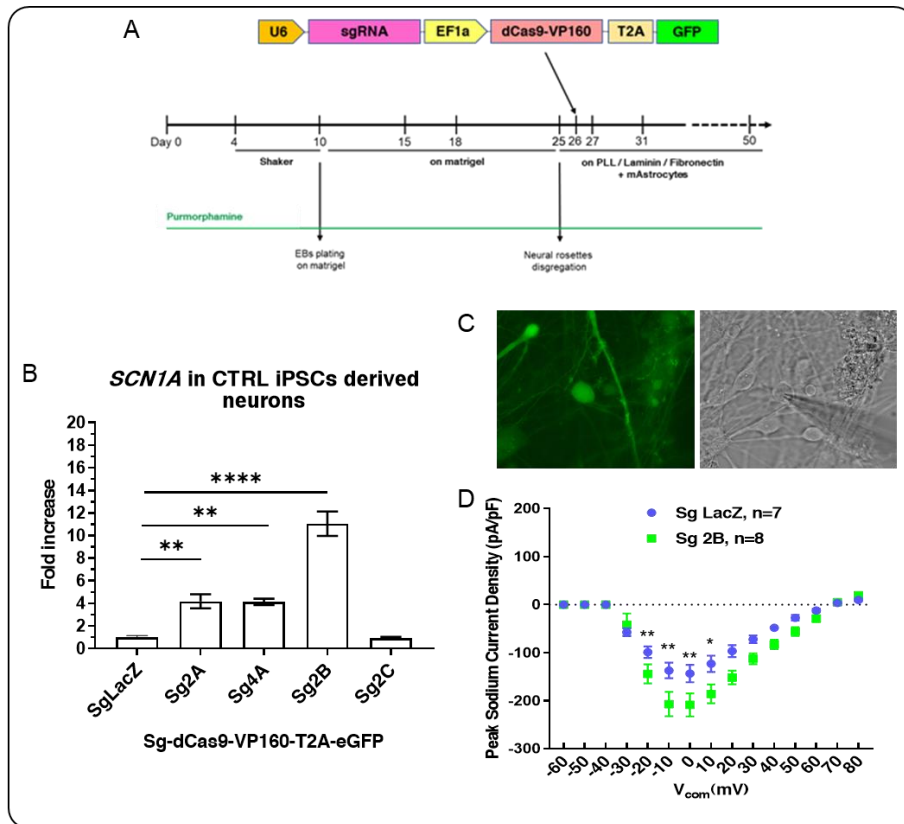 A
U6 sgRNA EF1a dCas9-VP160 T2A GFP
Day 0 4 10 15 18 25 26 27 31 50
Shaker on matrigel on PLL / Laminin / Fibronectin
+ mAstrocytes
Purmorphamine
EBs plating
on matrigel
Neural rosettes
disgregation
B
SCN1A in CTRL iPSCs derived
neurons
Fold increase
20
18
16
14
12
10
8
6
4
2
0
****
**
**
SgLacZ Sg2A Sg4A Sg2B Sg2C
Sg-dCas9-VP160-T2A-eGFP
C
D
Peak Sodium Current Density (pA/pF)
200
100
0
-100
-200
-300
Sg LacZ, n=7
Sg 2B, n=8
** ** ** *
-60 -50 -40 -30 -20 -10 0 10 20 30 40 50 60 70 80
Vcom(mV)